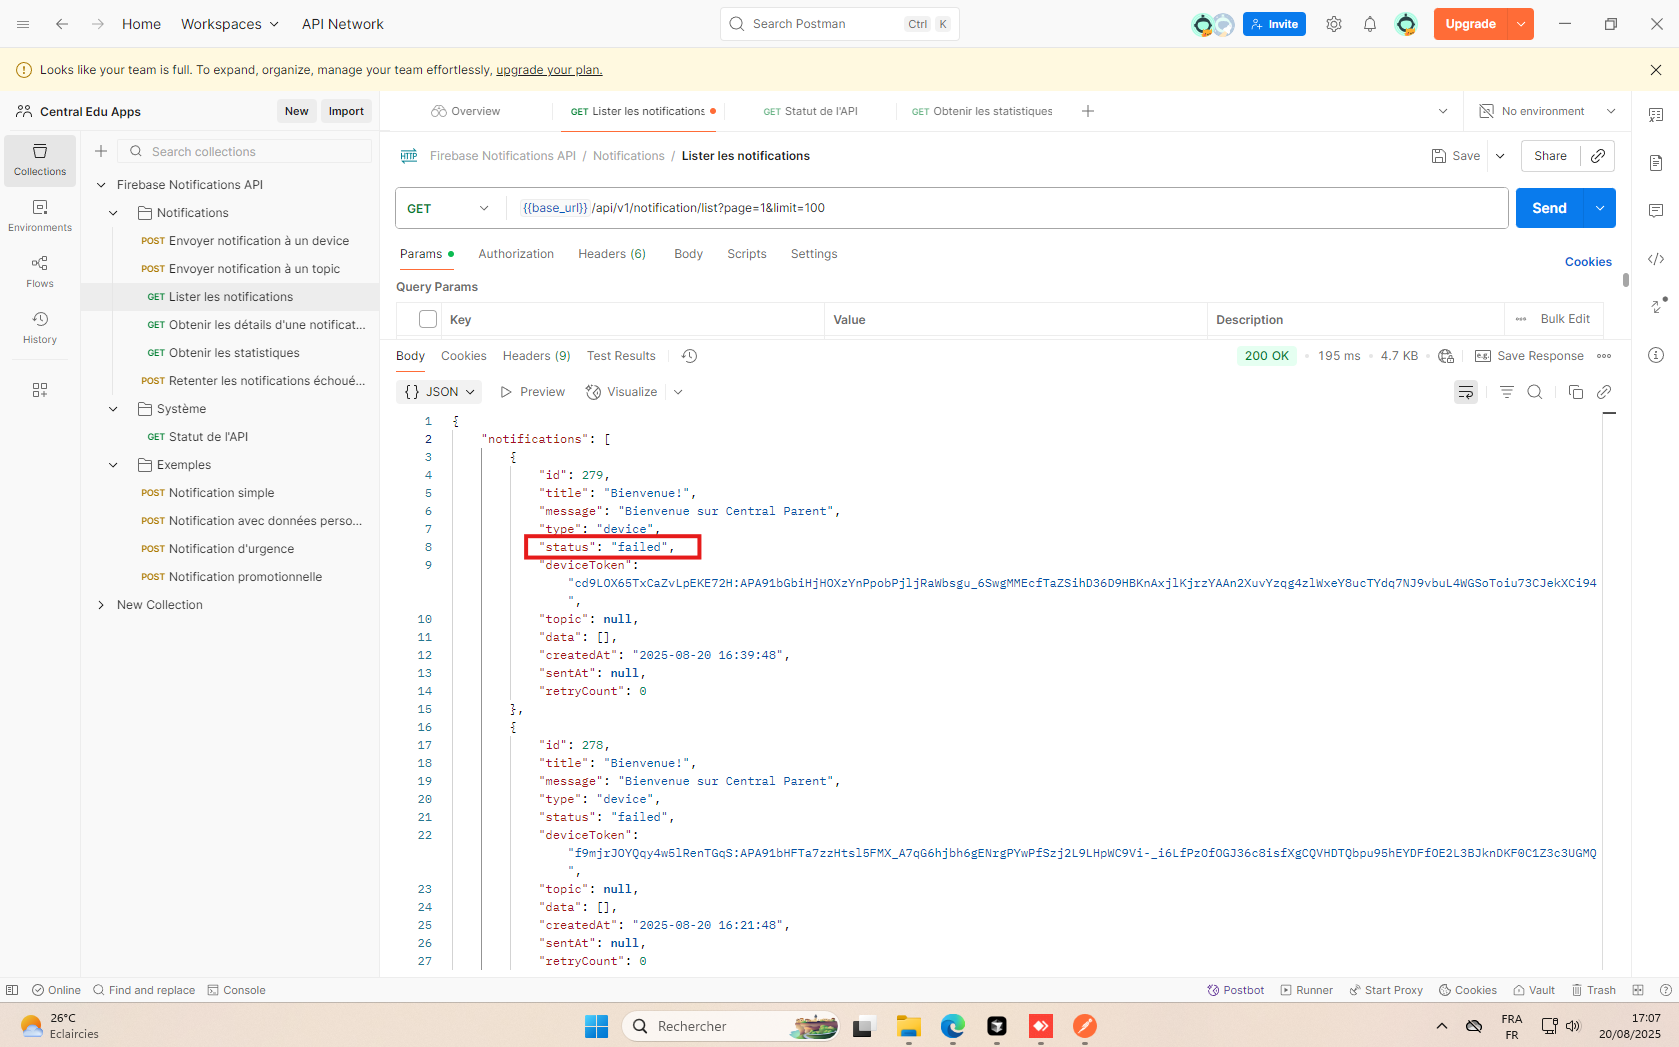 Home
Workspaces
API Network
Search Postman
Ctrl K
Invite
Upgrade
Looks like your team is full. To expand, organize, manage your team effortlessly, upgrade your plan.
Central Edu Apps
New
Import
Overview
GET Lister les notifications
GET Statut de l'API
GET Obtenir les statistiques
No environment
Collections
Environments
Flows
History
Search collections
Firebase Notifications API
Notifications
POST Envoyer notification à un device
POST Envoyer notification à un topic
GET Lister les notifications
GET Obtenir les détails d'une notificat...
GET Obtenir les statistiques
POST Retenter les notifications échoué...
Système
GET Statut de l'API
Exemples
POST Notification simple
POST Notification avec données perso...
POST Notification d'urgence
POST Notification promotionnelle
New Collection
HTTP Firebase Notifications API / Notifications / Lister les notifications
Save
Share
GET {{base_url}} /api/v1/notification/list?page=1&limit=100
Send
Params
Authorization
Headers (6)
Body
Scripts
Settings
Cookies
Query Params
Key
Value
Description
Bulk Edit
Body
Cookies
Headers (9)
Test Results
200 OK • 195 ms • 4.7 KB
e.g. Save Response
{} JSON
Preview
Visualize
1 {
2 "notifications": [
3 {
4 "id": 279,
5 "title": "Bienvenue!",
6 "message": "Bienvenue sur Central Parent",
7 "type": "device",
8 "status": "failed",
9 "deviceToken":
"cd9LOX65TxCaZvLpEKE72H:APA91bGbiHjHOXzYnPpobPjljRaWbsgu_6SwgMMEcfTaZSihD36D9HBKnAxjlKjrzYAAn2XuvYzqg4zlWxeY8ucTYdq7NJ9vbuL4WGSoToiu73CJekXCi94
",
10 "topic": null,
11 "data": [],
12 "createdAt": "2025-08-20 16:39:48",
13 "sentAt": null,
14 "retryCount": 0
15 },
16 {
17 "id": 278,
18 "title": "Bienvenue!",
19 "message": "Bienvenue sur Central Parent",
20 "type": "device",
21 "status": "failed",
22 "deviceToken":
"f9mjrJOYQqy4w5lRenTGqS:APA91bHFTa7zzHtsl5FMX_A7qG6hjbh6gENrgPYwPfSzj2L9LHpWC9Vi-_i6LfPzOfOGJ36c8isfXgCQVHDTQbpu95hEYDFfOE2L3BJknDKF0C1Z3c3UGMQ
",
23 "topic": null,
24 "data": [],
25 "createdAt": "2025-08-20 16:21:48",
26 "sentAt": null,
27 "retryCount": 0
Online
Find and replace
Console
Postbot
Runner
Start Proxy
Cookies
Vault
Trash
26°C
Eclaircies
Rechercher
FRA
FR
17:07
20/08/2025